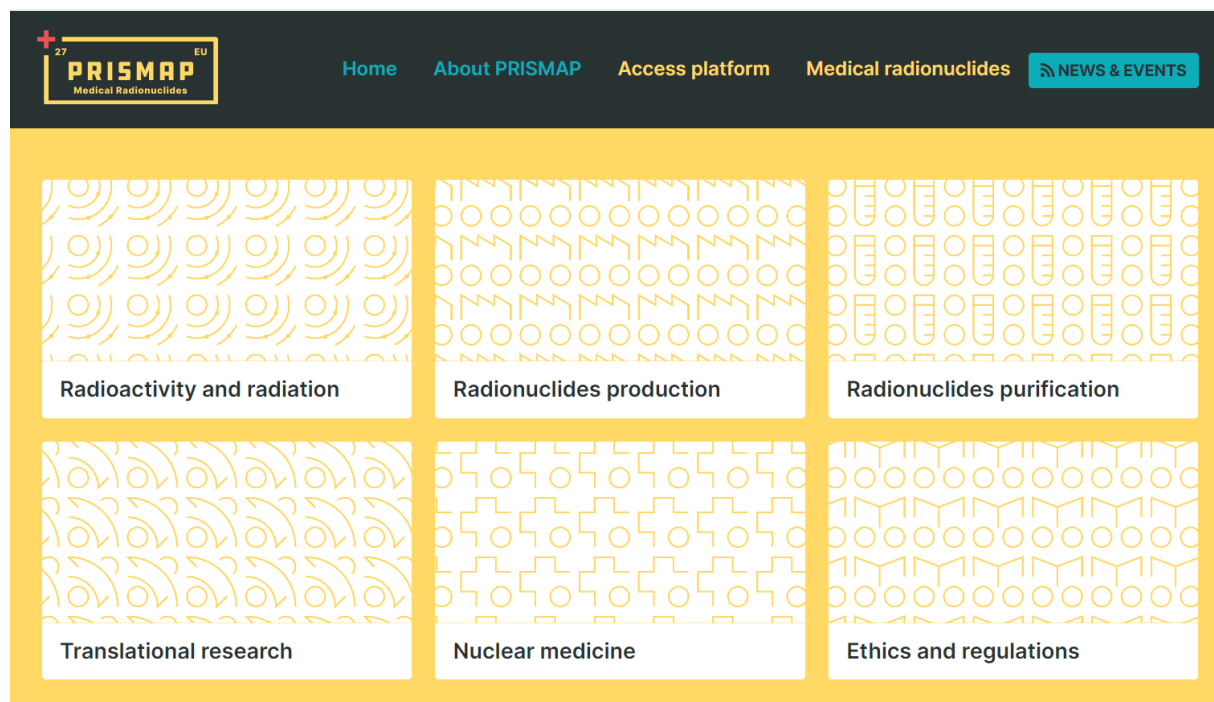 27 EU
PRISMAP
Medical Radionuclides
Home About PRISMAP Access platform Medical radionuclides NEWS & EVENTS
Radioactivity and radiation Radionuclides production Radionuclides purification
Translational research Nuclear medicine Ethics and regulations